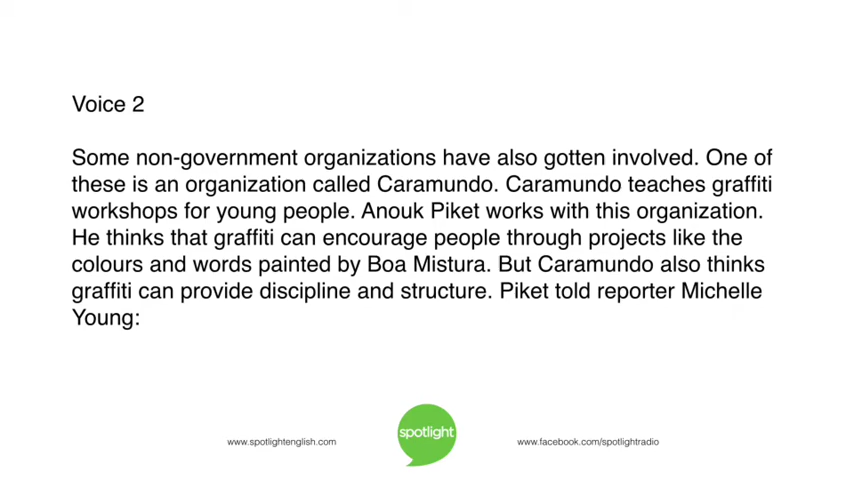 Voice 2
Some non-government organizations have also gotten involved. One of
these is an organization called Caramundo. Caramundo teaches graffiti
workshops for young people. Anouk Piket works with this organization.
He thinks that graffiti can encourage people through projects like the
colours and words painted by Boa Mistura. But Caramundo also thinks
graffiti can provide discipline and structure. Piket told reporter Michelle
Young:
www.spotlightenglish.com
spotlight
www.facebook.com/spotlightradio